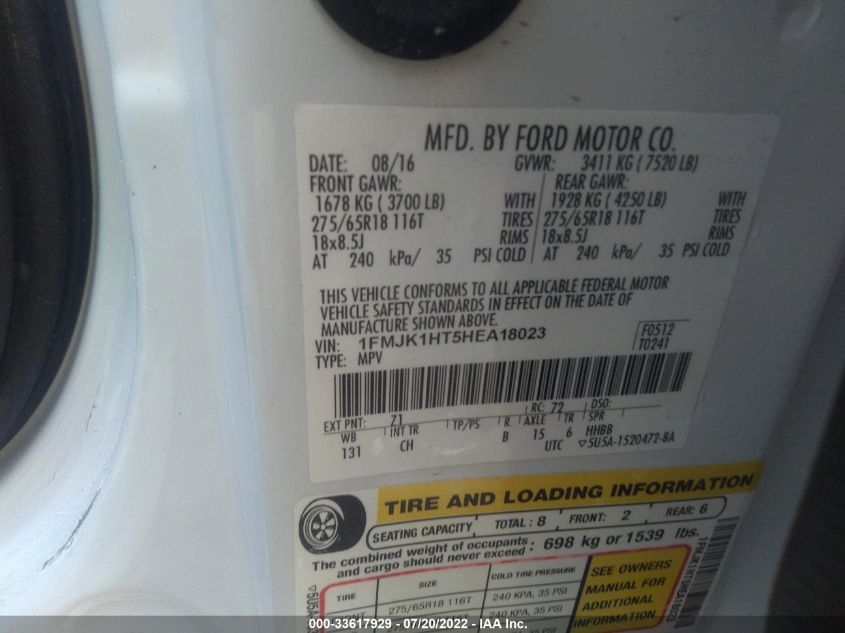 MFD. BY FORD MOTOR CO.
DATE: 08/16 GVWR: 3411 KG ( 7520 LB)
FRONT GAWR: REAR GAWR:
1678 KG ( 3700 LB) WITH 1928 KG ( 4250 LB) WITH
275/65R18 116T TIRES 275/65R18 116T TIRES
18x8.5J RIMS 18x8.5J RIMS
AT 240 kPa/ 35 PSI COLD AT 240 kPa/ 35 PSI COLD
THIS VEHICLE CONFORMS TO ALL APPLICABLE FEDERAL MOTOR
VEHICLE SAFETY STANDARDS IN EFFECT ON THE DATE OF
MANUFACTURE SHOWN ABOVE.
VIN: 1FMJK1HT5HEA18023
TYPE: MPV
F0512
T0241
EXT PNT: Z1 RC: 72 DSO:
WB INT TR TP/PS R AXLE TR SPR
131 CH B 15 6 HHBB
UTC ▽5U5A-1520472-BA
TIRE AND LOADING INFORMATION
SEATING CAPACITY TOTAL : 8 FRONT: 2 REAR: 6
The combined weight of occupants : 698 kg or 1539 lbs.
and cargo should never exceed
TIRE SIZE COLD TIRE PRESSURE
275/65R18 116T 240 KPA, 35 PSI
240 KPA, 35 PSI
SEE OWNERS
MANUAL FOR
ADDITIONAL
INFORMATION
1FMJK1HT5HEA18023
000-33617929 - 07/20/2022 - IAAI.com